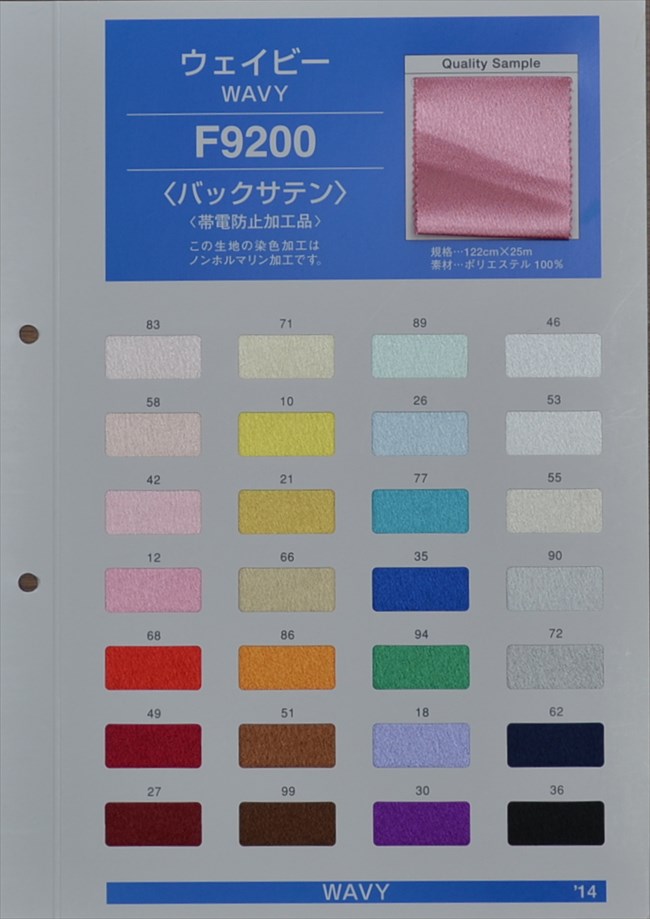 ウェイビー
WAVY
F9200
〈バックサテン〉
〈帯電防止加工品〉
この生地の染色加工は
ノンホルマリン加工です。
Quality Sample
規格…122cm×25m
素材…ポリエステル100%
83 71 89 46
58 10 26 53
42 21 77 55
12 66 35 90
68 86 94 72
49 51 18 62
27 99 30 36
WAVY '14